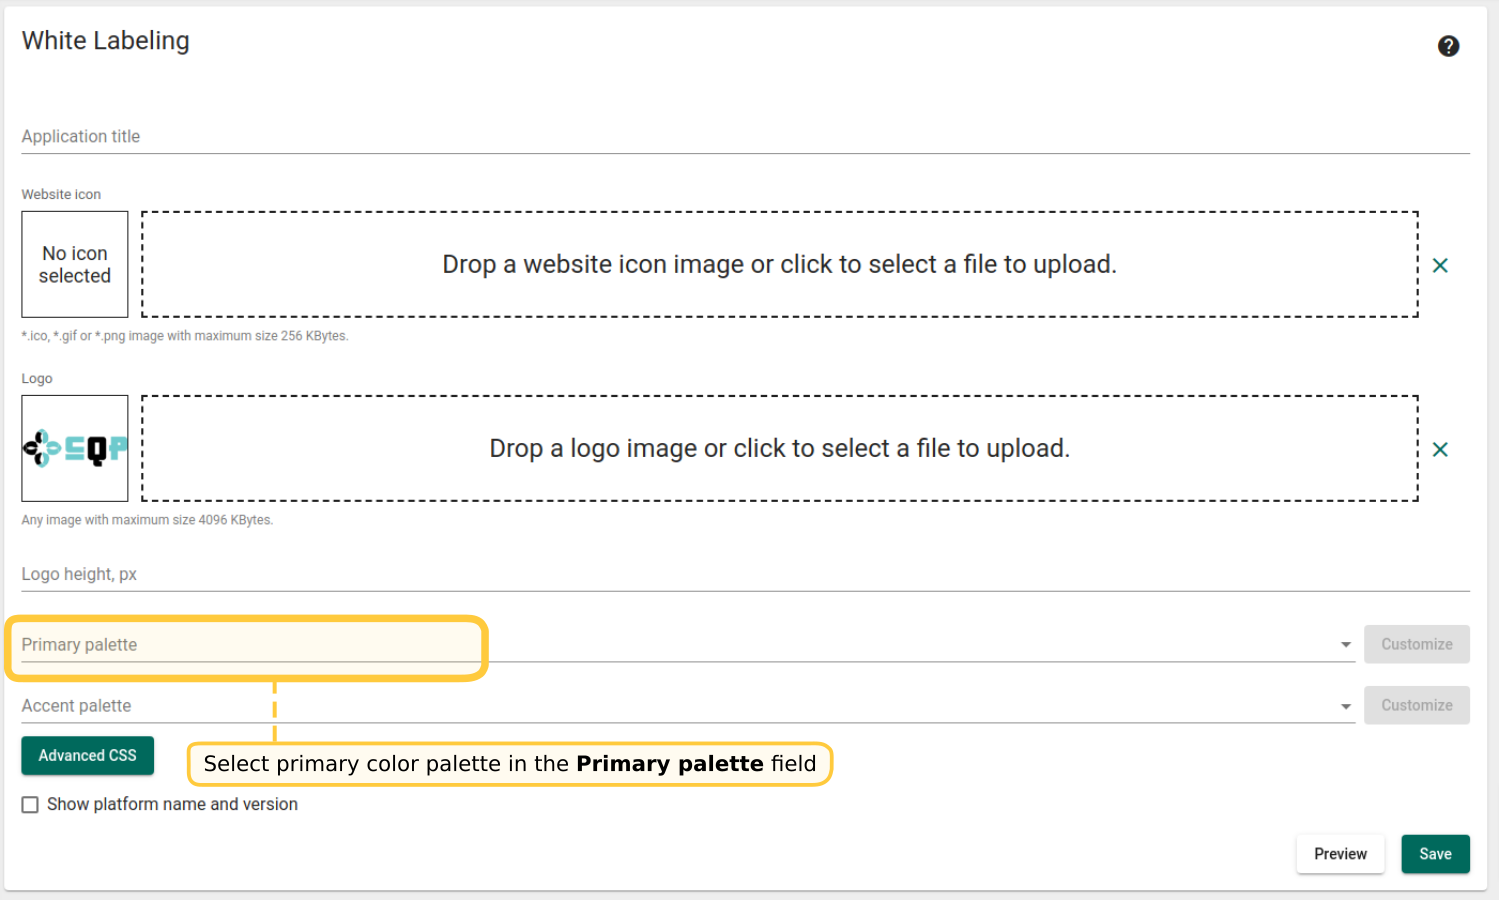 White Labeling
Application title
Website icon
No icon
selected
Drop a website icon image or click to select a file to upload.
*.ico, *.gif or *.png image with maximum size 256 KBytes.
Logo
SQP
Drop a logo image or click to select a file to upload.
Any image with maximum size 4096 KBytes.
Logo height, px
Primary palette
Customize
Accent palette
Customize
Advanced CSS
Select primary color palette in the Primary palette field
Show platform name and version
Preview
Save